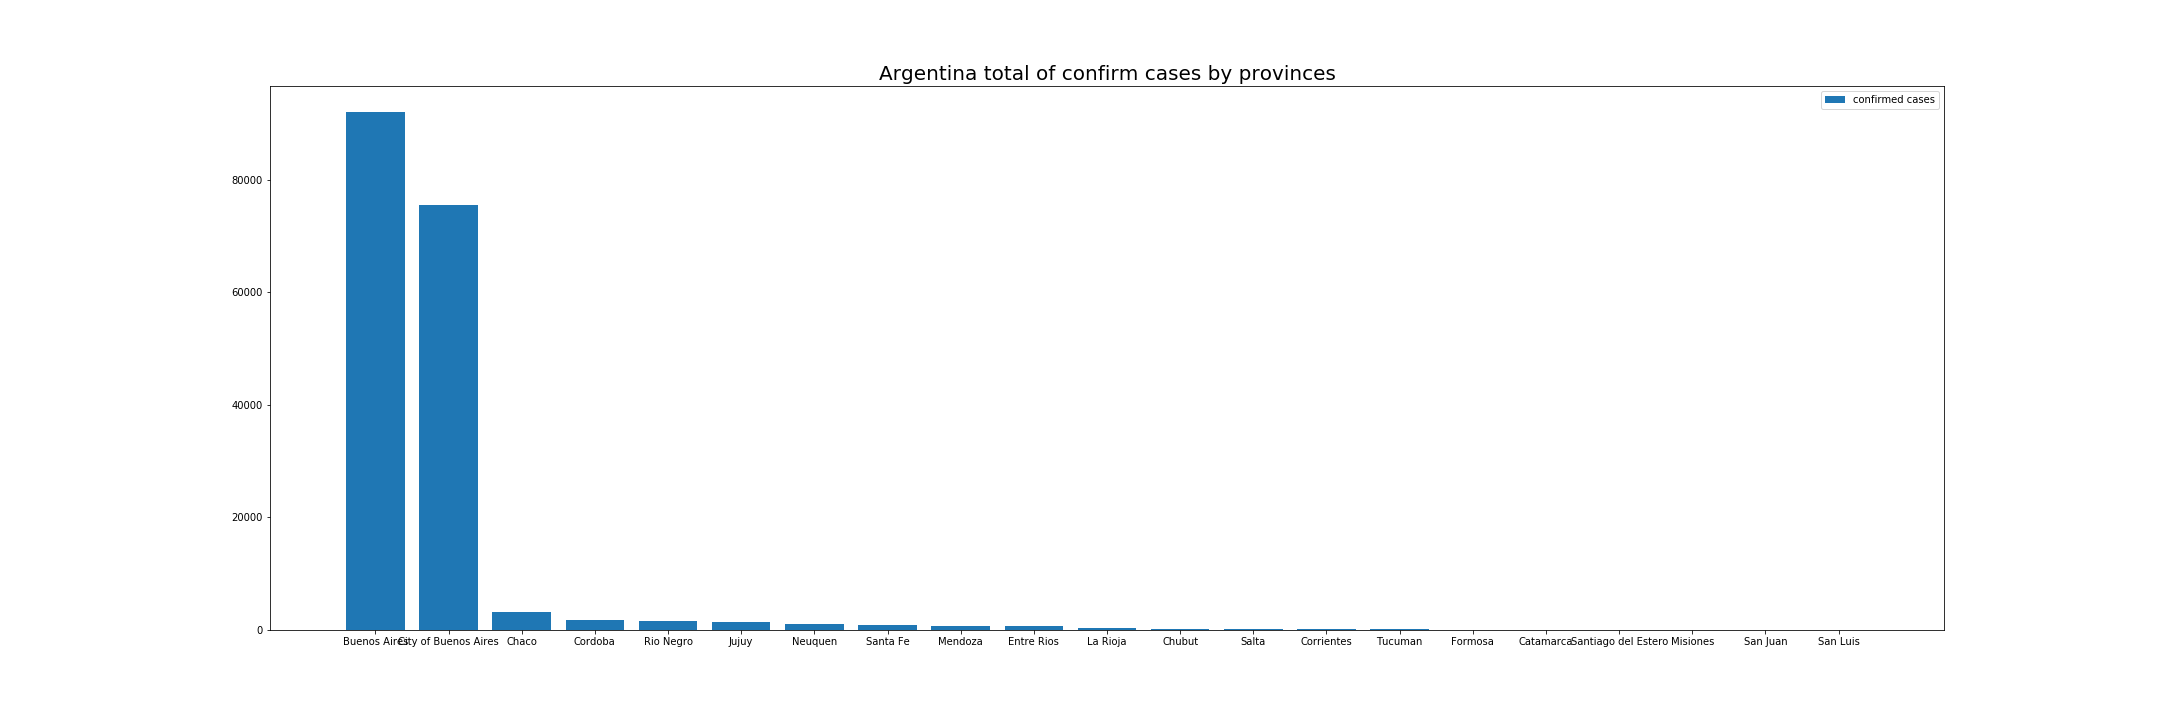 Argentina total of confirm cases by provinces
confirmed cases
80000
60000
40000
20000
0
Buenos Aires City of Buenos Aires Chaco Cordoba Rio Negro Jujuy Neuquen Santa Fe Mendoza Entre Rios La Rioja Chubut Salta Corrientes Tucuman Formosa Catamarca Santiago del Estero Misiones San Juan San Luis